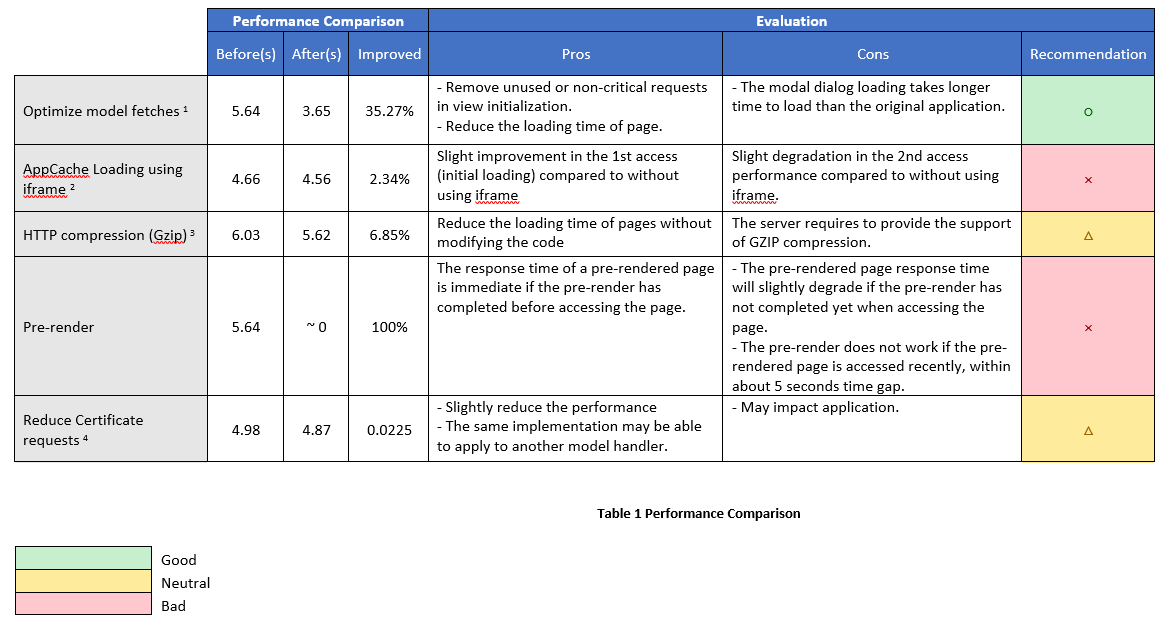 Performance Comparison Evaluation
Before(s) After(s) Improved Pros Cons Recommendation
Optimize model fetches 1
5.64 3.65 35.27%
- Remove unused or non-critical requests
in view initialization.
- Reduce the loading time of page.
- The modal dialog loading takes longer
time to load than the original application.
○
AppCache Loading using
iframe 2
4.66 4.56 2.34%
Slight improvement in the 1st access
(initial loading) compared to without
using iframe
Slight degradation in the 2nd access
performance compared to without using
iframe.
×
HTTP compression (Gzip) 3
6.03 5.62 6.85%
Reduce the loading time of pages without
modifying the code
The server requires to provide the support
of GZIP compression.
△
Pre-render
5.64 ~ 0 100%
The response time of a pre-rendered page
is immediate if the pre-render has
completed before accessing the page.
- The pre-rendered page response time
will slightly degrade if the pre-render has
not completed yet when accessing the
page.
- The pre-render does not work if the pre-
rendered page is accessed recently, within
about 5 seconds time gap.
×
Reduce Certificate
requests 4
4.98 4.87 0.0225
- Slightly reduce the performance
- The same implementation may be able
to apply to another model handler.
- May impact application.
△
Table 1 Performance Comparison
Good
Neutral
Bad